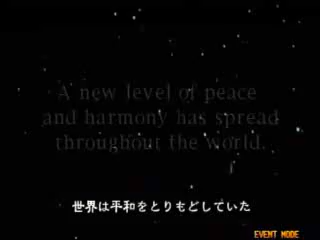 A new level of peace
and harmony has spread
throughout the world.
世界は平和をとりもどしていた
EVENT MODE